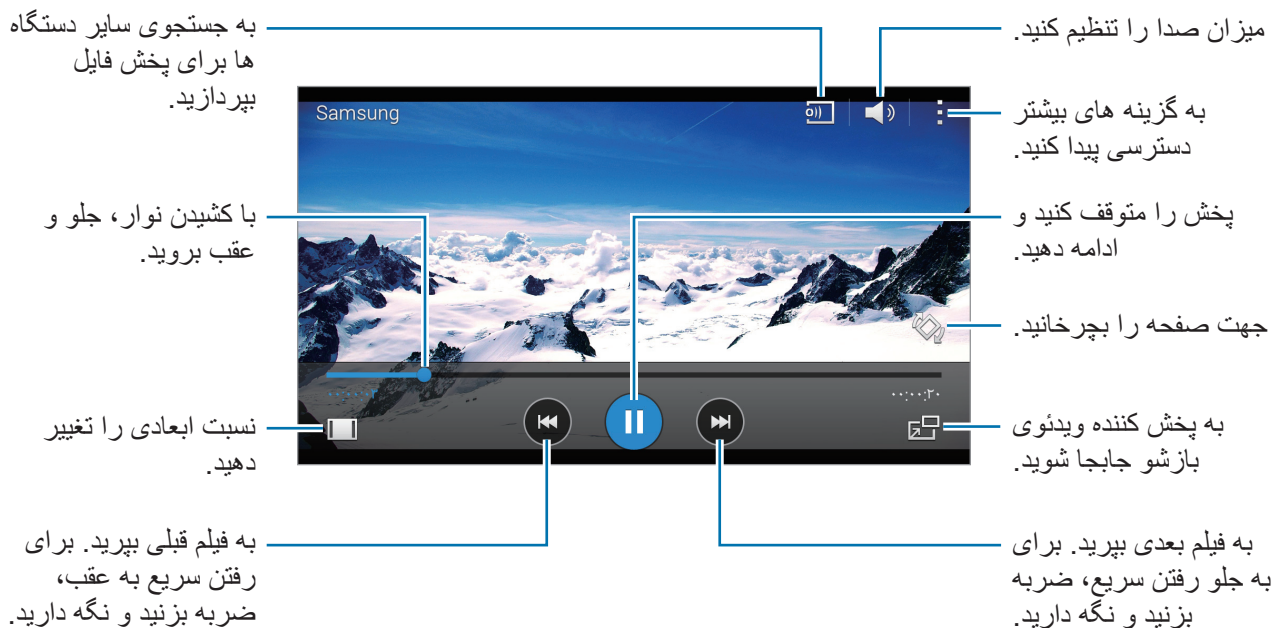 به جستجوی سایر دستگاه
ها برای پخش فایل
بپردازید.
میزان صدا را تنظیم کنید.
Samsung
به گزینه های بیشتر
دسترسی پیدا کنید.
با کشیدن نوار، جلو و
عقب بروید.
پخش را متوقف کنید و
ادامه دهید.
جهت صفحه را بچرخانید.
۰۰:۰۰:۰۳
۰۰:۰۰:۲۰
نسبت ابعادی را تغییر
دهید.
به پخش کننده ویدئوی
بازشو جابجا شوید.
به فیلم قبلی بپرید. برای
رفتن سریع به عقب،
ضربه بزنید و نگه دارید.
به فیلم بعدی بپرید. برای
به جلو رفتن سریع، ضربه
بزنید و نگه دارید.